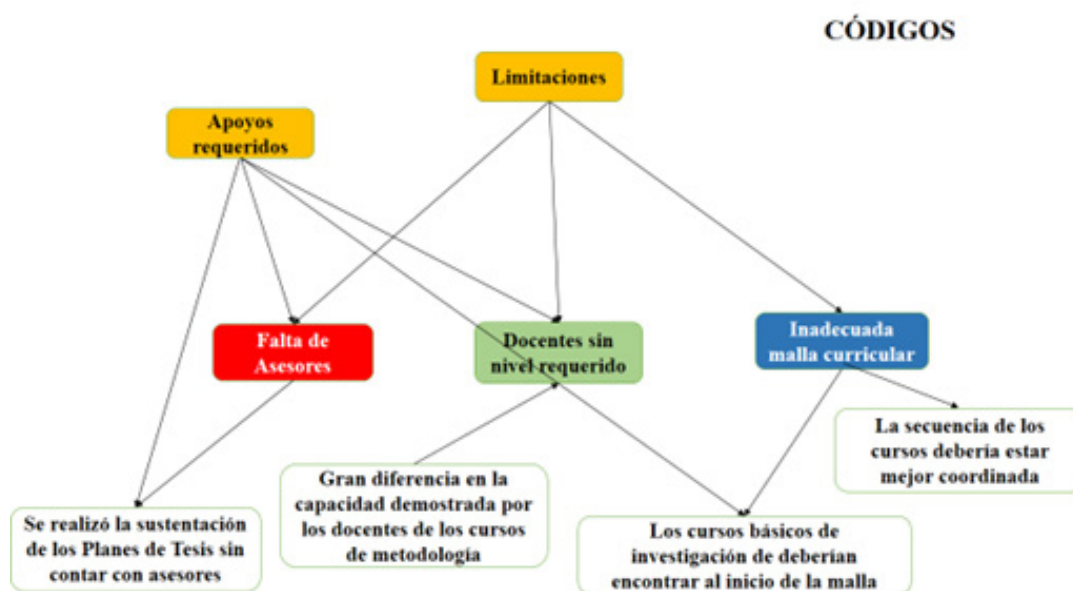 CÓDIGOS
Limitaciones
Apoyos
requeridos
Falta de
Asesores
Docentes sin
nivel requerido
Inadecuada
malla curricular
La secuencia de los
cursos debería estar
mejor coordinada
Gran diferencia en la
capacidad demostrada por
los docentes de los cursos
de metodología
Se realizó la sustentación
de los Planes de Tesis sin
contar con asesores
Los cursos básicos de
investigación de deberían
encontrar al inicio de la malla